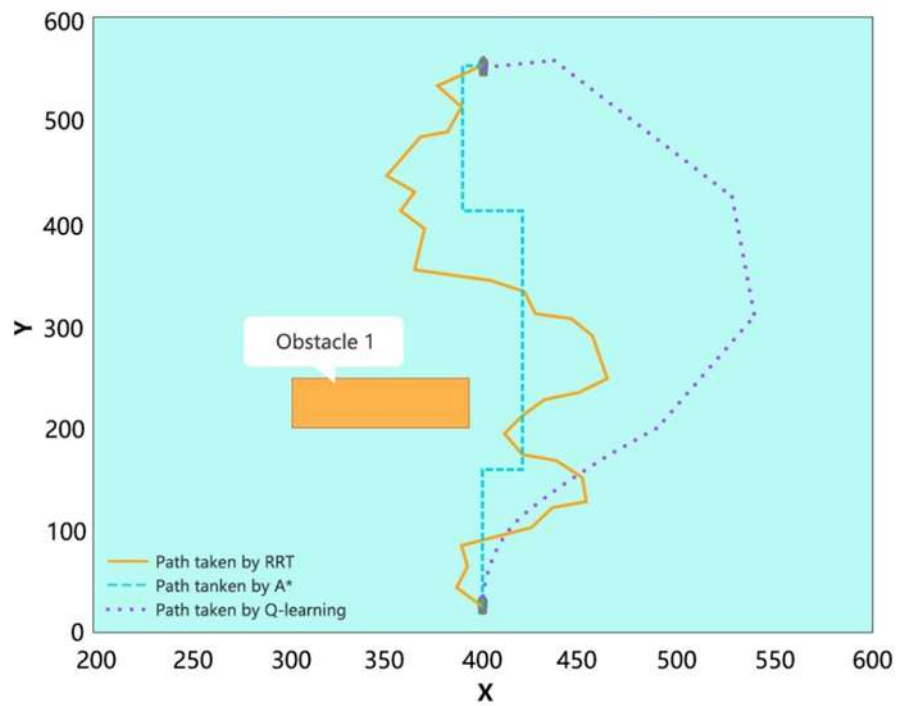 600
500
400
300
200
100
0
Y
Obstacle 1
Path taken by RRT
Path tanken by A*
Path taken by Q-learning
200 250 300 350 400 450 500 550 600
X